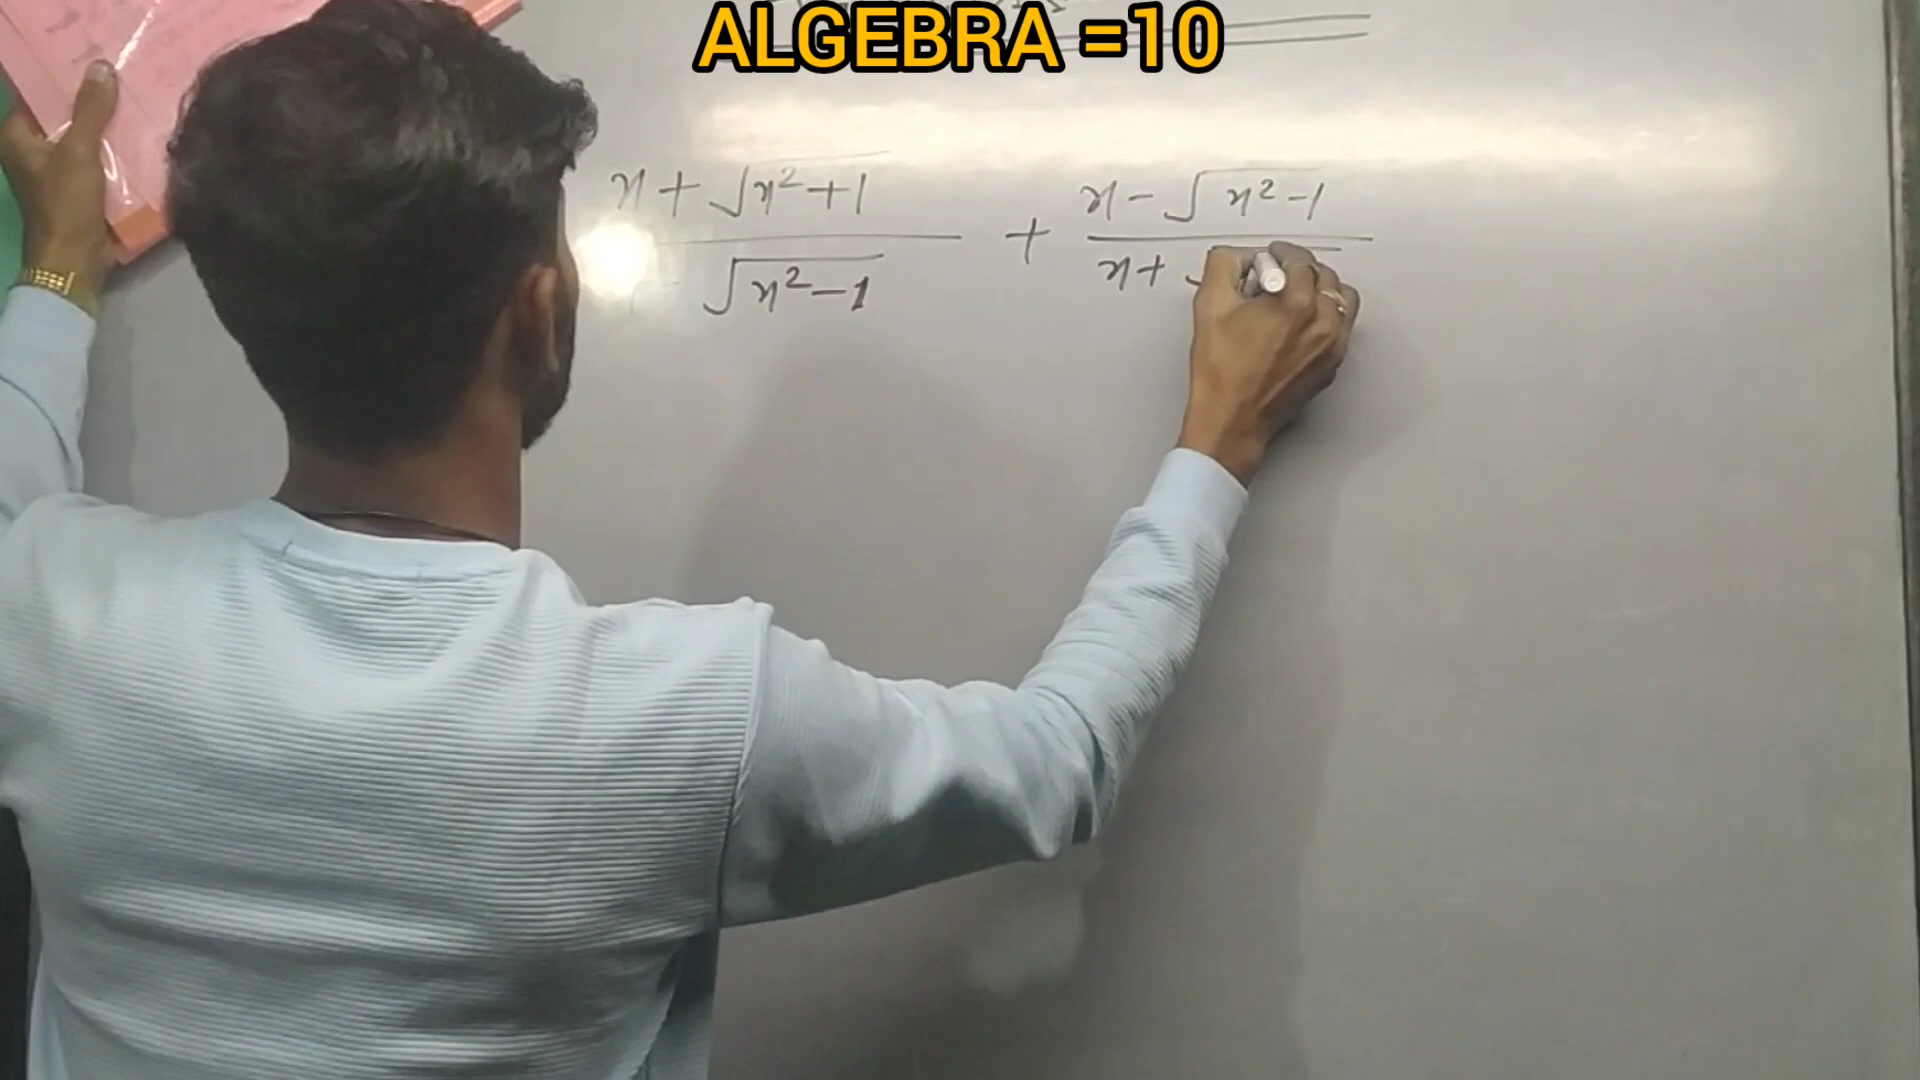 ALGEBRA =10
x + √x² + 1 + x - √x² - 1
√x² - 1 x +